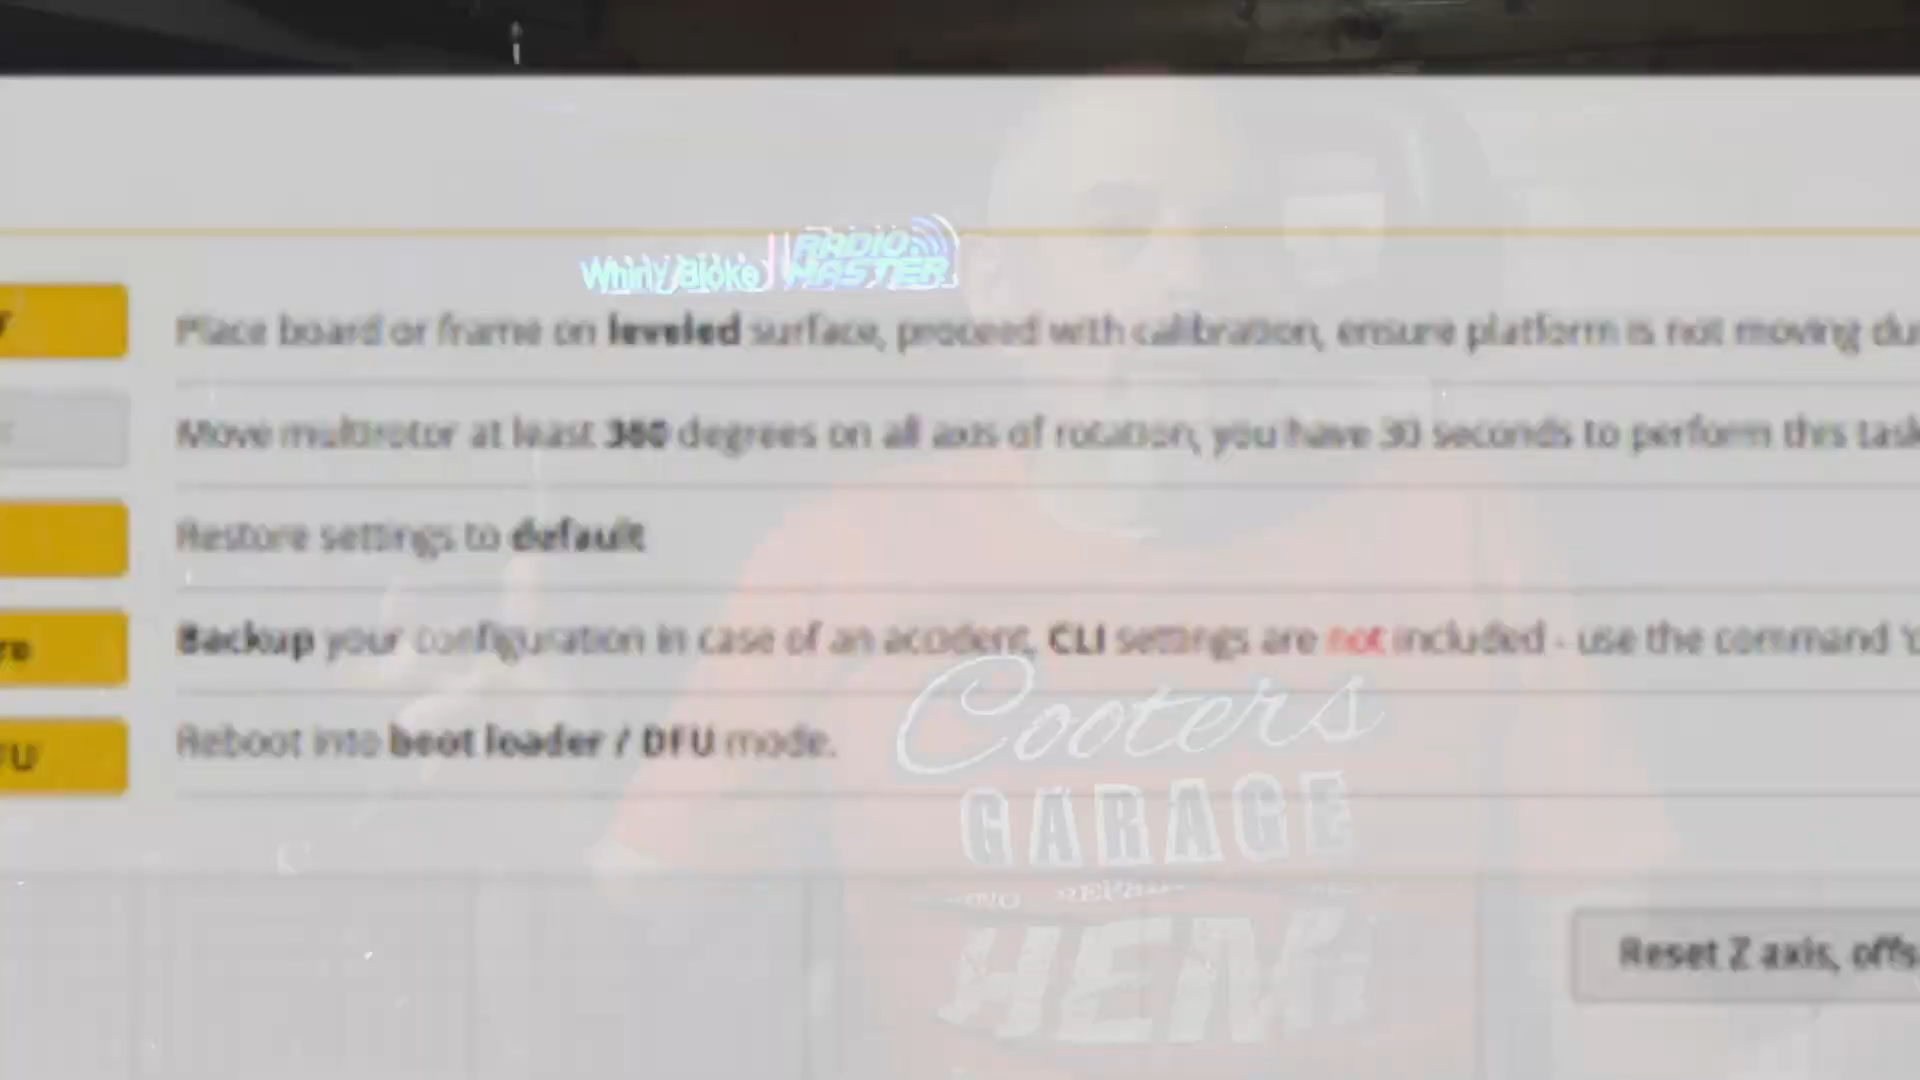 Whirly Bloke RADIO
MASTER
Place board or frame on leveled surface, proceed with calibration, ensure platform is not moving du
Move multirotor at least 360 degrees on all axis of rotation, you have 30 seconds to perform this task
Restore settings to default
Backup your configuration in case of an accident, CLI settings are not included - use the command
Reboot into boot loader / DFU mode.
FU
Cooters
GARAGE
HEMI
Reset Z axis, offs